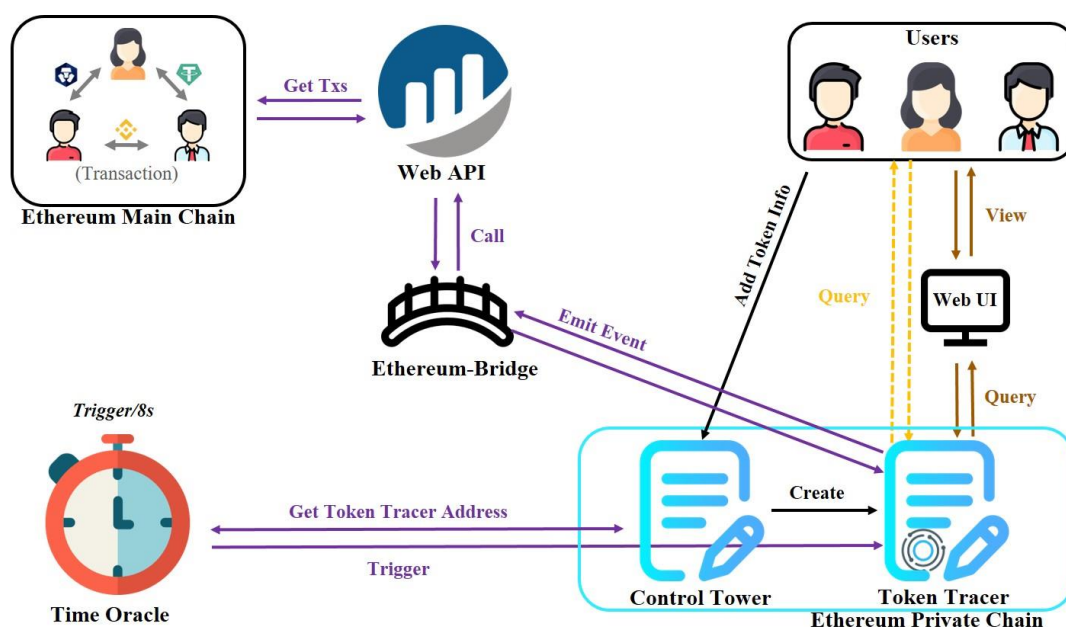 Users
Get Txs
(Transaction)
Ethereum Main Chain
Web API
Call
Add Token Info
View
Query
Web UI
Emit Event
Ethereum-Bridge
Query
Trigger/8s
Create
Get Token Tracer Address
Trigger
Time Oracle
Control Tower
Token Tracer
Ethereum Private Chain